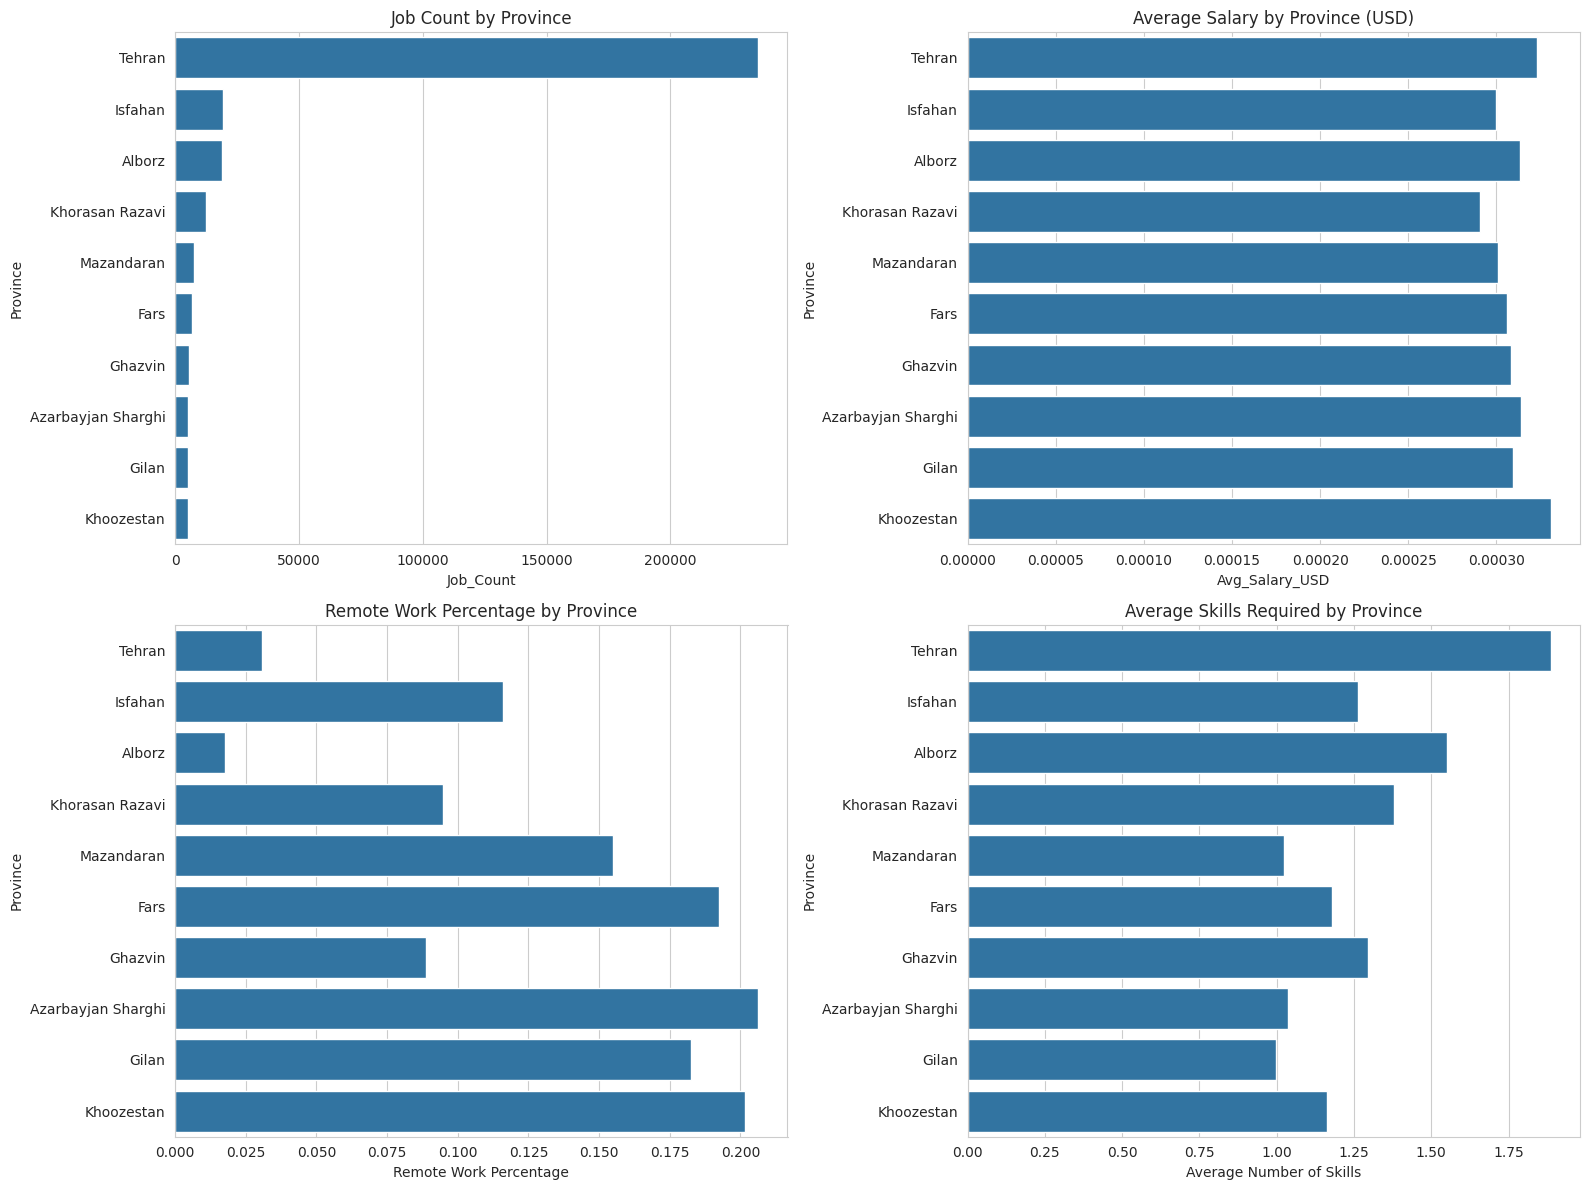 Job Count by Province
Province
Tehran
Isfahan
Alborz
Khorasan Razavi
Mazandaran
Fars
Ghazvin
Azarbayjan Sharghi
Gilan
Khoozestan
0 50000 100000 150000 200000
Job_Count
Average Salary by Province (USD)
Province
Tehran
Isfahan
Alborz
Khorasan Razavi
Mazandaran
Fars
Ghazvin
Azarbayjan Sharghi
Gilan
Khoozestan
0.00000 0.00005 0.00010 0.00015 0.00020 0.00025 0.00030
Avg_Salary_USD
Remote Work Percentage by Province
Province
Tehran
Isfahan
Alborz
Khorasan Razavi
Mazandaran
Fars
Ghazvin
Azarbayjan Sharghi
Gilan
Khoozestan
0.000 0.025 0.050 0.075 0.100 0.125 0.150 0.175 0.200
Remote Work Percentage
Average Skills Required by Province
Province
Tehran
Isfahan
Alborz
Khorasan Razavi
Mazandaran
Fars
Ghazvin
Azarbayjan Sharghi
Gilan
Khoozestan
0.00 0.25 0.50 0.75 1.00 1.25 1.50 1.75
Average Number of Skills